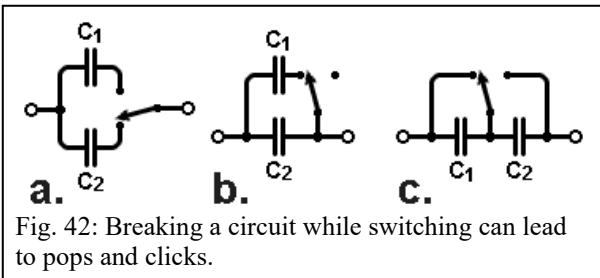 C1
C2
a.
C1
C2
b.
C1 C2
c.
Fig. 42: Breaking a circuit while switching can lead
to pops and clicks.